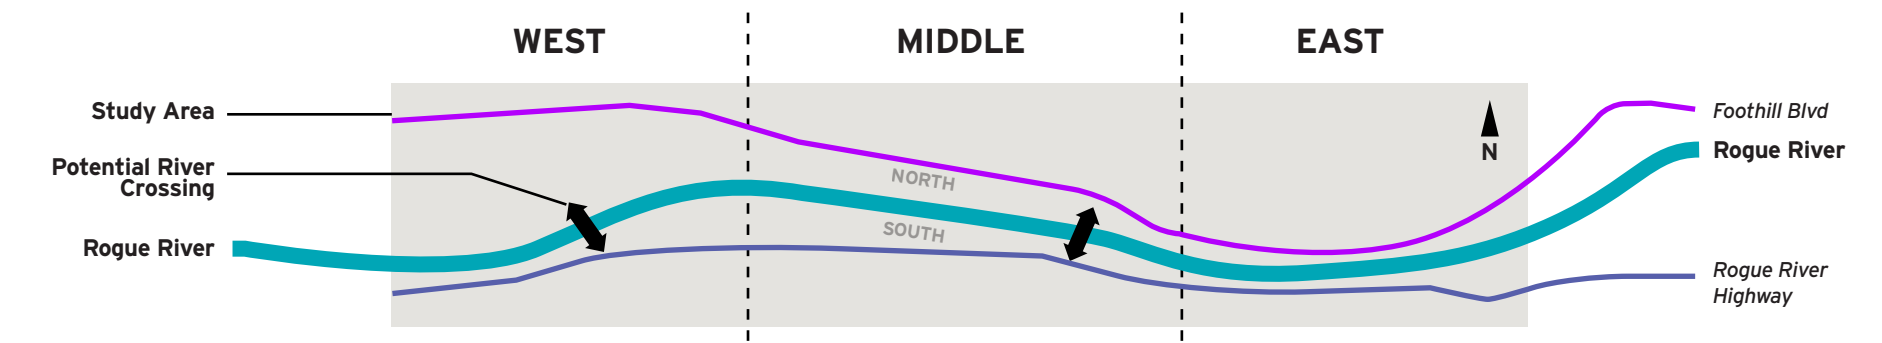 WEST
MIDDLE
EAST
Study Area
Potential River
Crossing
Rogue River
NORTH
SOUTH
N
Foothill Blvd
Rogue River
Rogue River
Highway